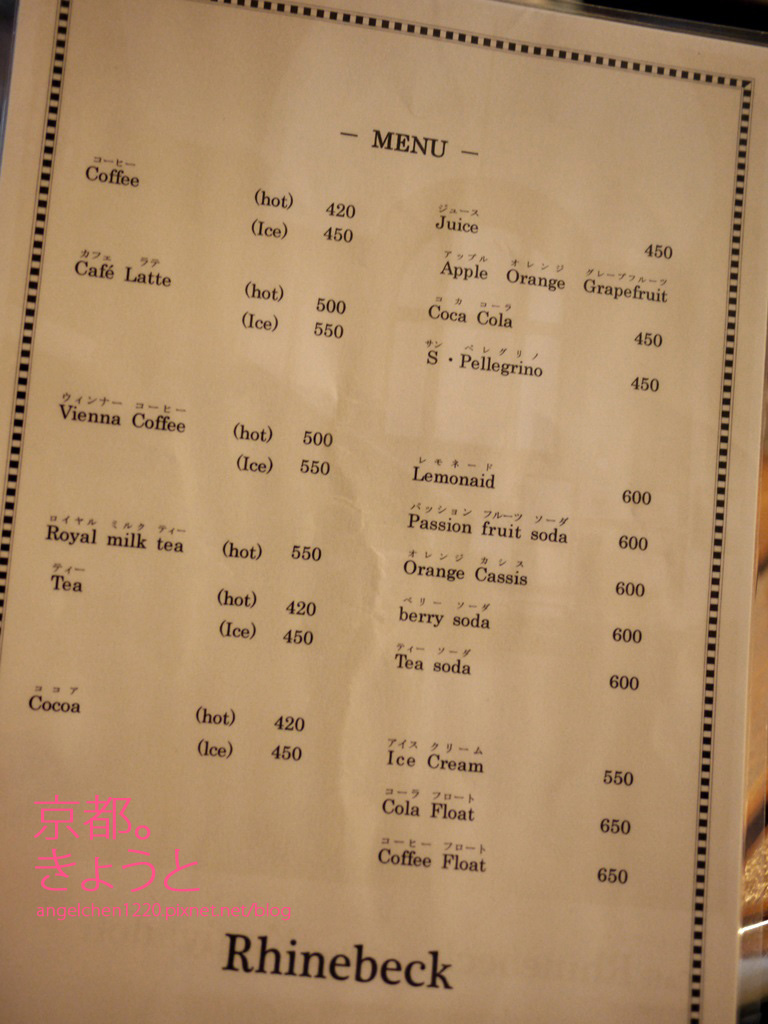 — MENU —
コーヒー
Coffee
(hot) 420
(Ice) 450
カフェ ラテ
Café Latte
(hot) 500
(Ice) 550
ウィンナー コーヒー
Vienna Coffee
(hot) 500
(Ice) 550
ロイヤル ミルク ティー
Royal milk tea (hot) 550
ティー
Tea
(hot) 420
(Ice) 450
ココア
Cocoa
(hot) 420
(Ice) 450
ジュース
Juice 450
アップル オレンジ グレープフルーツ
Apple Orange Grapefruit
コカ コーラ
Coca Cola 450
サン ペレグリノ
S・Pellegrino 450
レモネード
Lemonaid 600
パッション フルーツ ソーダ
Passion fruit soda 600
オレンジ カシス
Orange Cassis 600
ベリー ソーダ
berry soda 600
ティー ソーダ
Tea soda 600
アイス クリーム
Ice Cream 550
コーラ フロート
Cola Float 650
コーヒー フロート
Coffee Float 650
京都。
きょうと
angelchen1220.pianet.net/blog
Rhinebeck